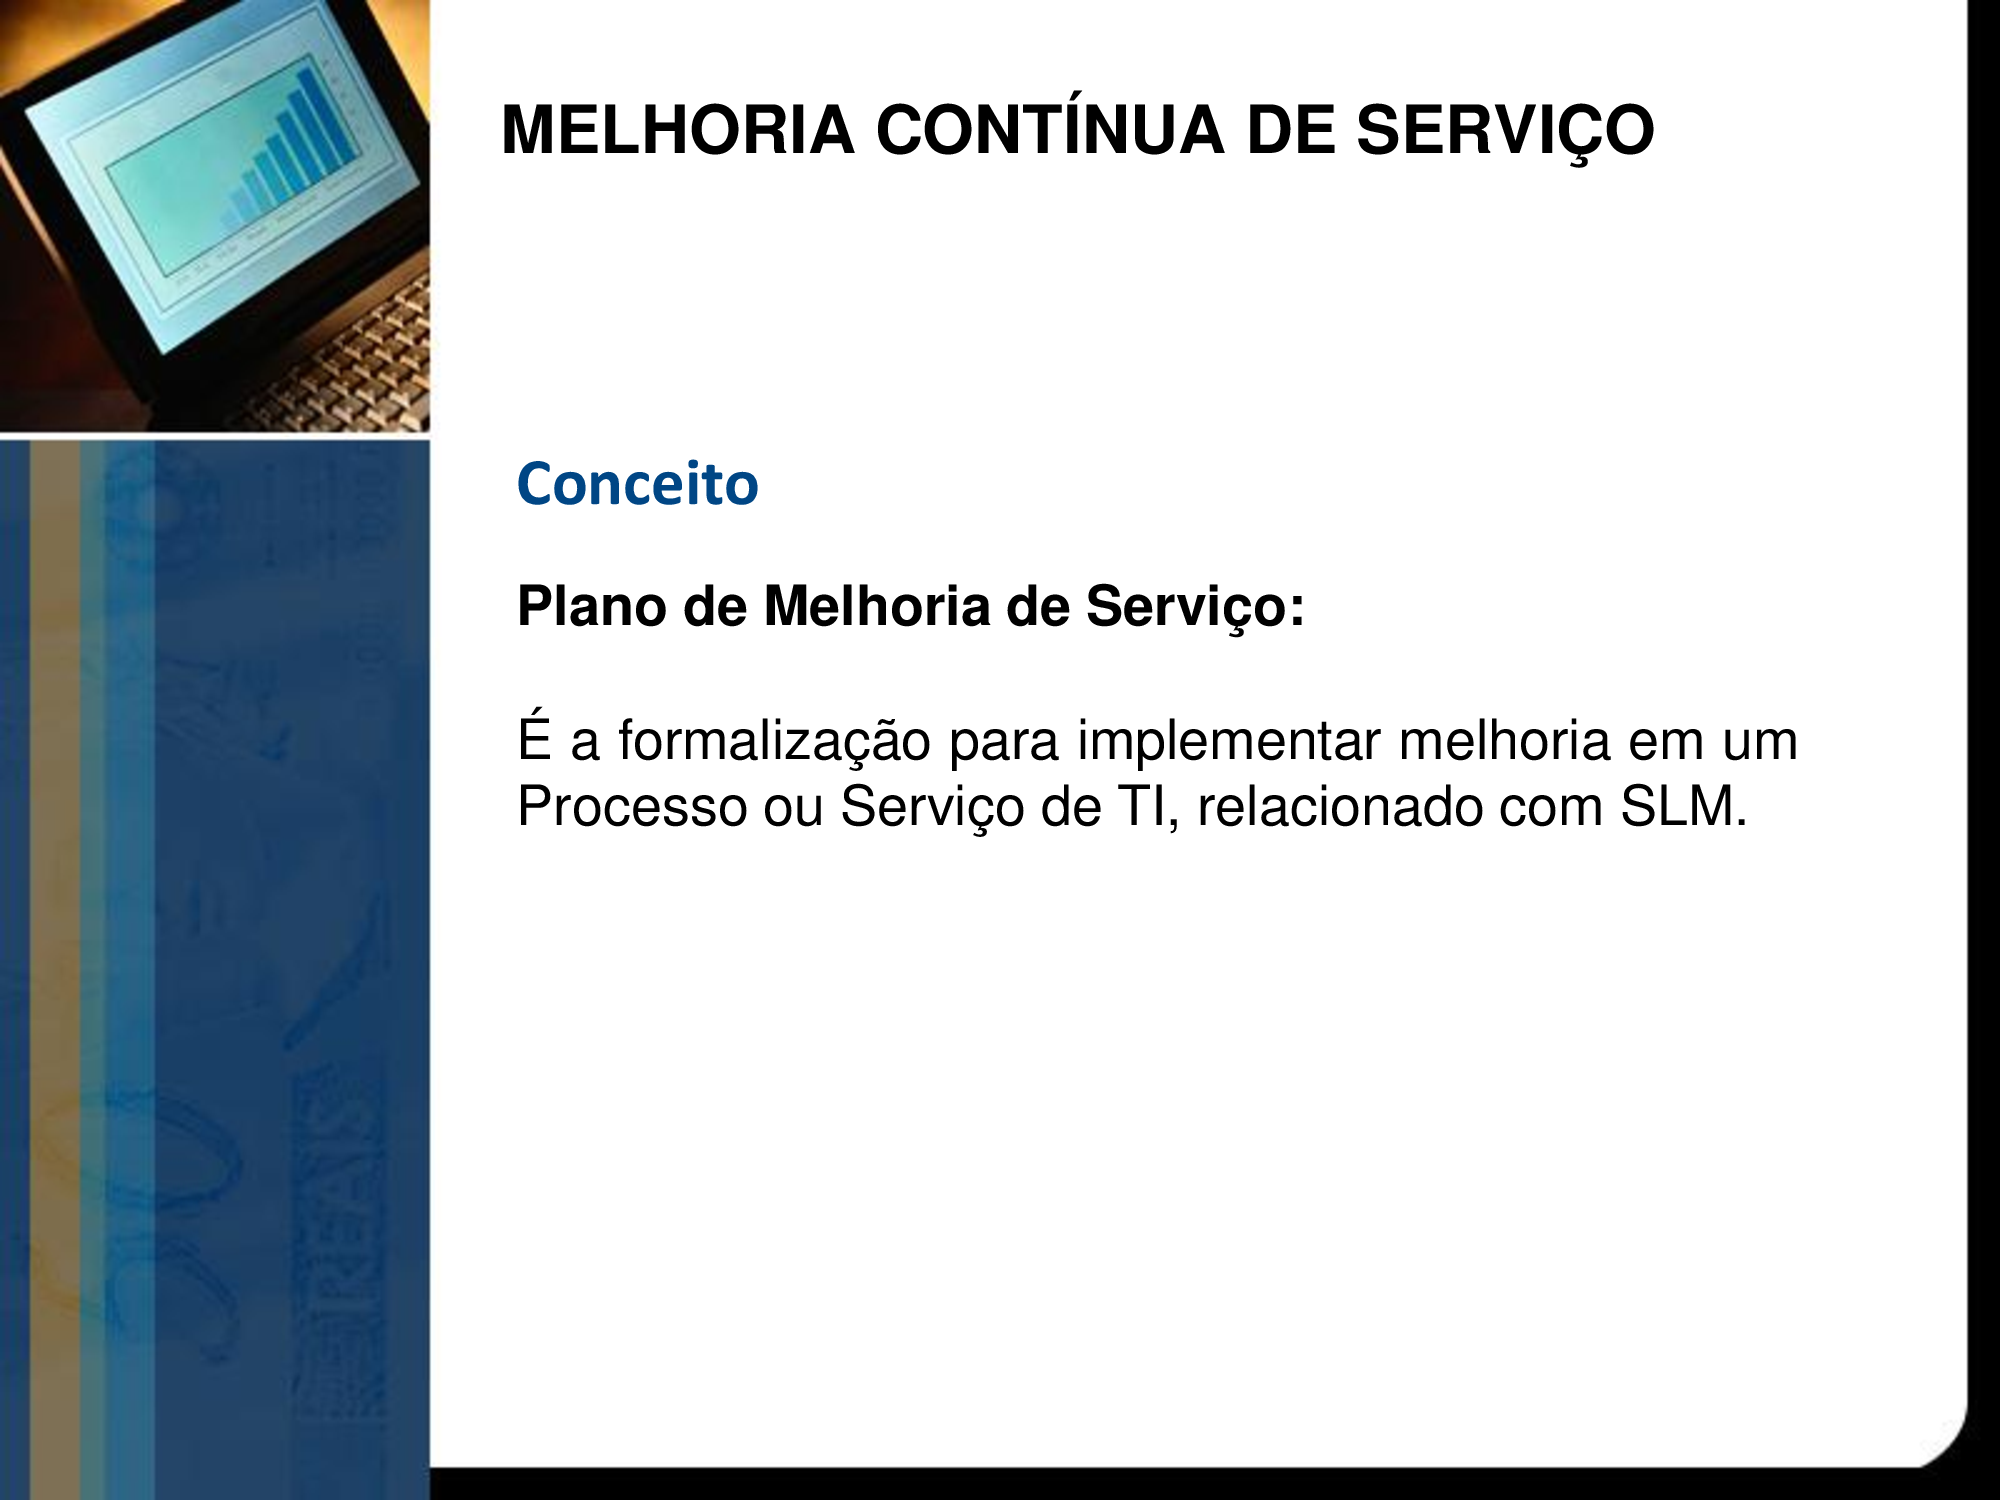 MELHORIA CONTÍNUA DE SERVIÇO
Conceito
Plano de Melhoria de Serviço:
É a formalização para implementar melhoria em um
Processo ou Serviço de TI, relacionado com SLM.
REAIS